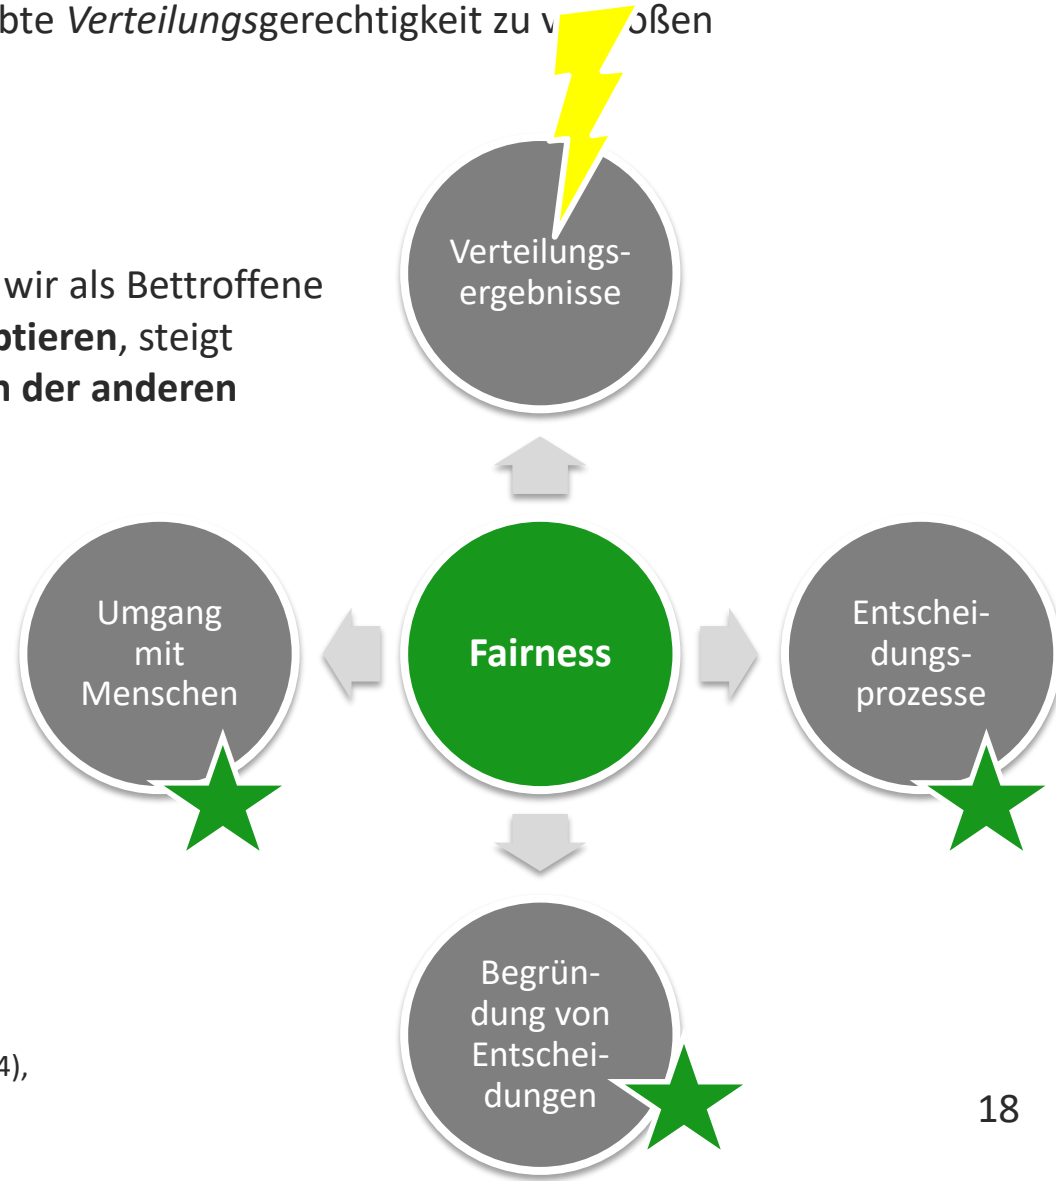 bte Verteilungsgerechtigkeit zu v oßen
Verteilungs-
ergebnisse
wir als Bettroffene
ptieren, steigt
n der anderen
Umgang
mit
Menschen
Fairness
Entschei-
dungs-
prozesse
Begrün-
dung von
Entschei-
dungen
4),
18